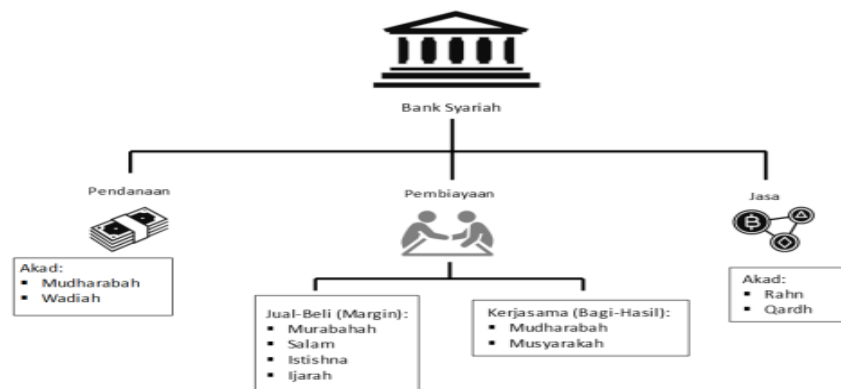 Bank Syariah
Pendanaan
Pembiayaan
Jasa
Akad:
▪ Mudharabah
▪ Wadiah
Jual-Beli (Margin):
▪ Murabahah
▪ Salam
▪ Istishna
▪ Ijarah
Kerjasama (Bagi-Hasil):
▪ Mudharabah
▪ Musyarakah
Akad:
▪ Rahn
▪ Qardh